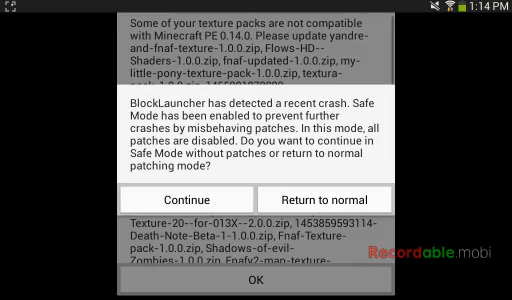 1:14 PM
Some of your texture packs are not compatible
with Minecraft PE 0.14.0. Please update yandre-
and-fnaf-texture-1.0.0.zip, Flows-HD--
Shaders-1.0.0.zip, fnaf-updated-1.0.0.zip, my-
little-pony-texture-pack-1.0.0.zip, textura-
BlockLauncher has detected a recent crash. Safe
Mode has been enabled to prevent further
crashes by misbehaving patches. In this mode, all
patches are disabled. Do you want to continue in
Safe Mode without patches or return to normal
patching mode?
Continue
Return to normal
Texture-20--for-013X--2.0.0.zip, 1453859593114-
Death-Note-Beta-1-1.0.0.zip, Fnaf-Texture-
pack-1.0.0.zip, Shadows-of-evil-
Zombies-1.0.0.zip, Fnafv2-map-texture-
Recordable.mobi
OK